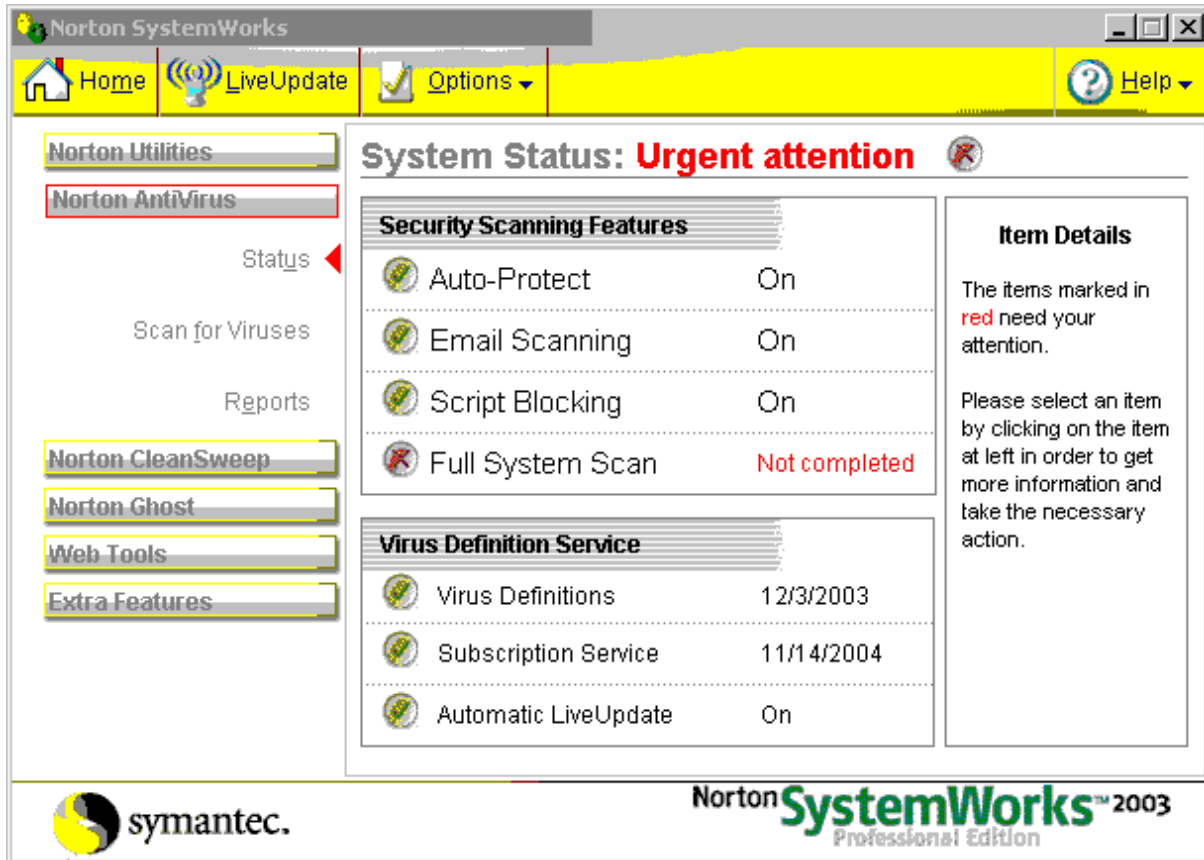 Norton SystemWorks
Home LiveUpdate Options Help
Norton Utilities
Norton AntiVirus
Status
Scan for Viruses
Reports
Norton CleanSweep
Norton Ghost
Web Tools
Extra Features
System Status: Urgent attention
Security Scanning Features
Auto-Protect On
Email Scanning On
Script Blocking On
Full System Scan Not completed
Virus Definition Service
Virus Definitions 12/3/2003
Subscription Service 11/14/2004
Automatic LiveUpdate On
Item Details
The items marked in
red need your
attention.
Please select an item
by clicking on the item
at left in order to get
more information and
take the necessary
action.
symantec.
Norton SystemWorks™ 2003
Professional Edition